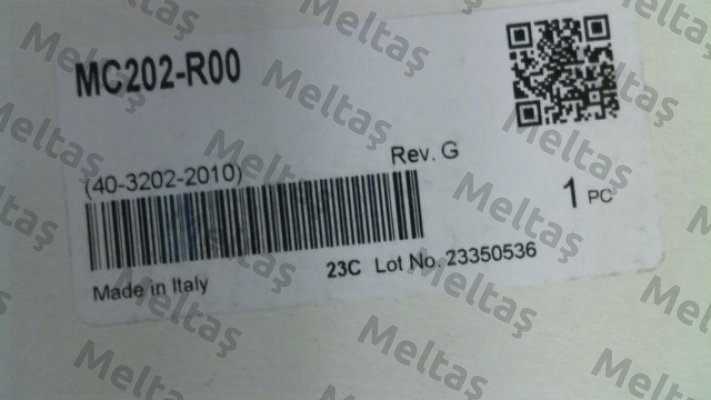 MC202-R00
Rev. G
(40-3202-2010)
1 PC
23C Lot No. 23350536
Made in Italy
Meltaş